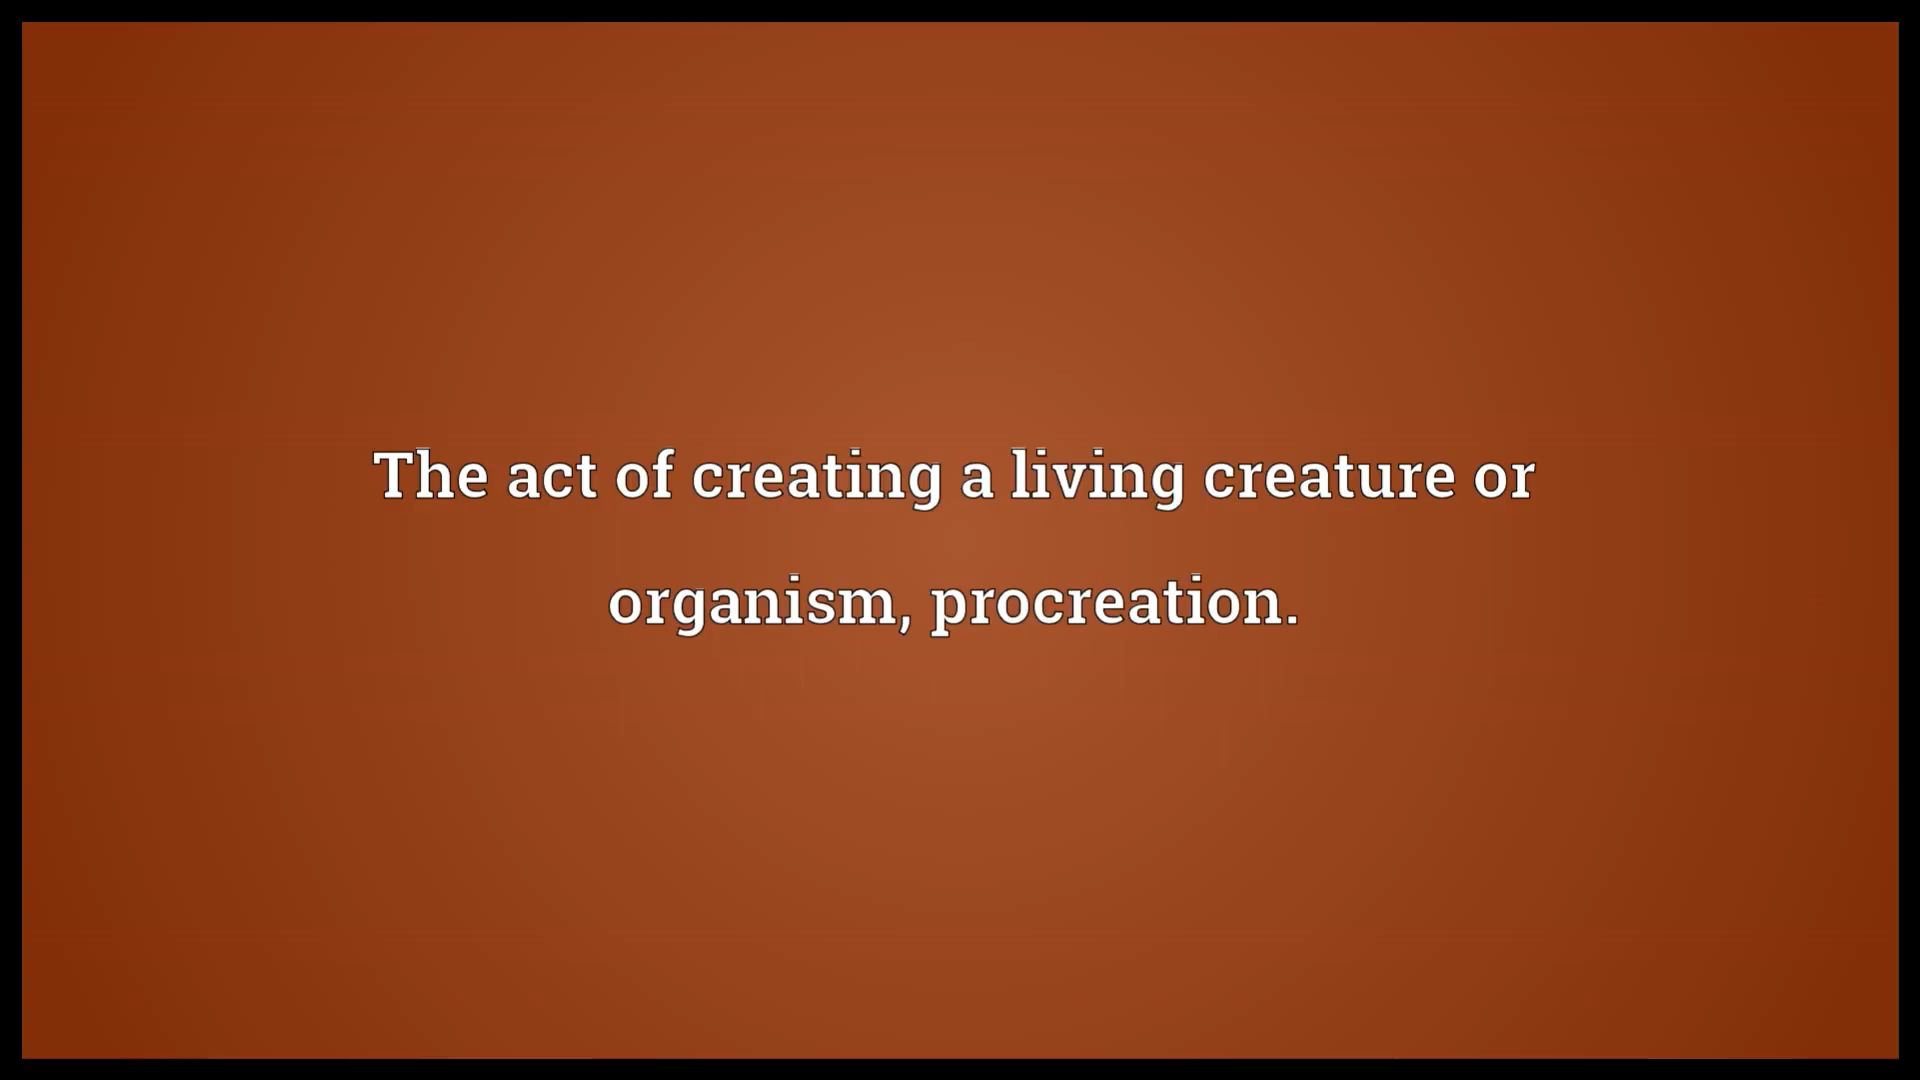 The act of creating a living creature or
organism, procreation.